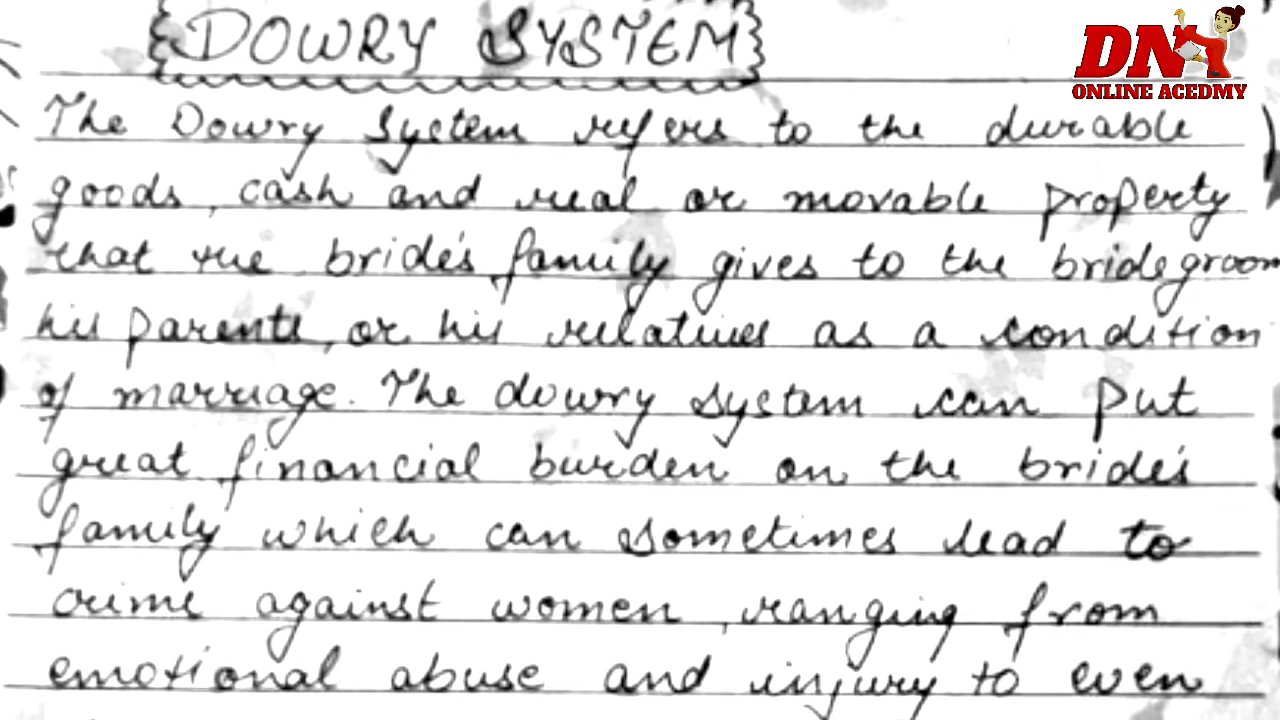 DOWRY SYSTEM
DNY
ONLINE ACEDMY
The Dowry System refers to the durable
goods, cash and real or movable property
that the bride's family gives to the bridegroom
his parents, or his relatives as a condition
of marriage. The dowry system can put
great financial burden on the bride's
family which can sometimes lead to
crime against women, ranging from
emotional abuse and injury to even